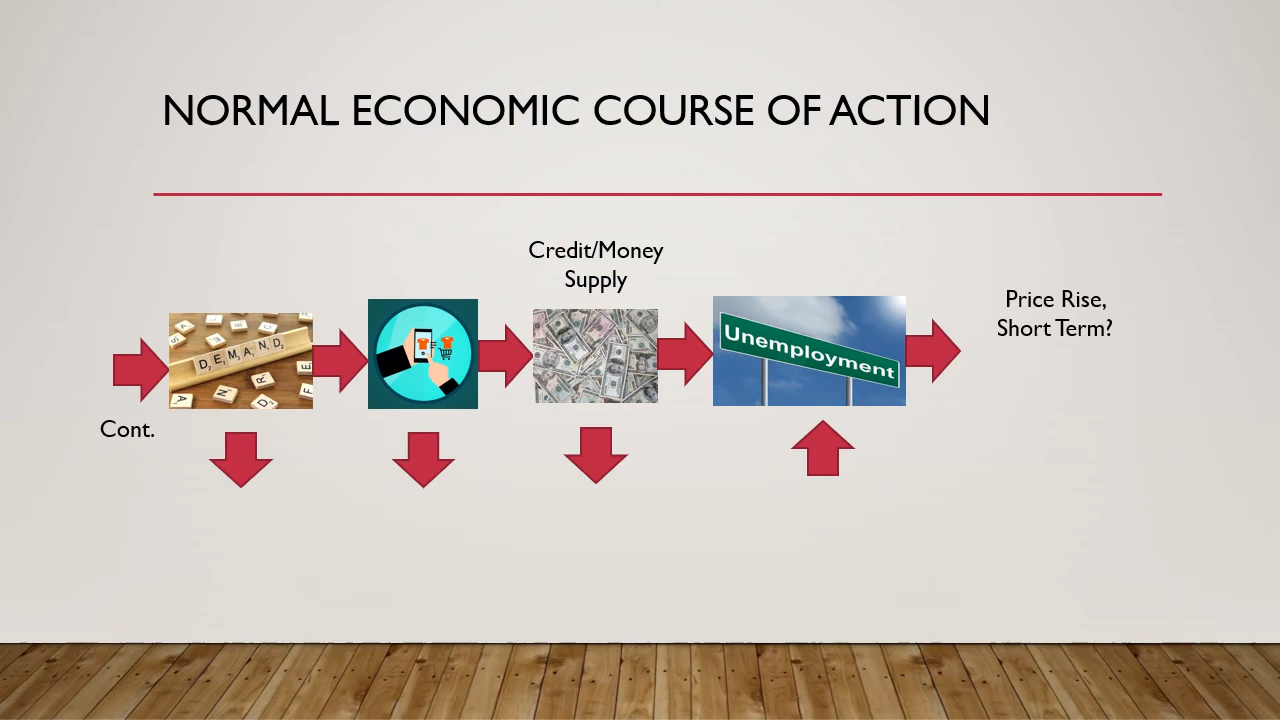 NORMAL ECONOMIC COURSE OF ACTION
Credit/Money
Supply
Price Rise,
Short Term?
DEMAND
Unemployment
Cont.